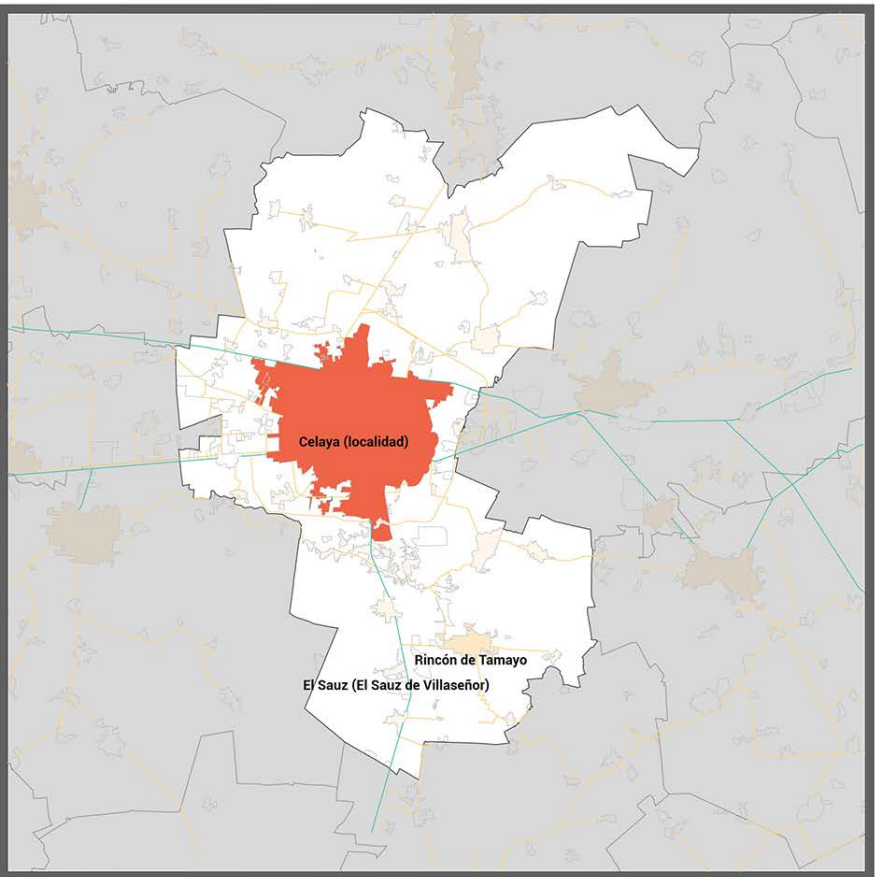 Celaya (localidad)
Rincón de Tamayo
El Sauz (El Sauz de Villaseñor)